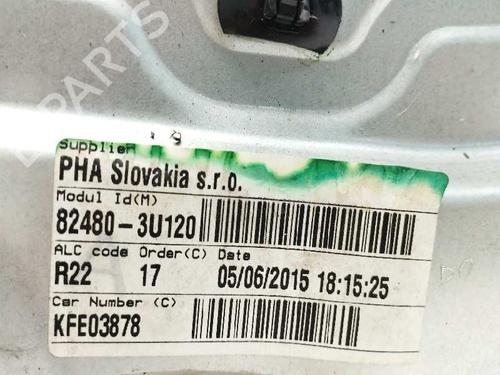 Supplier
PHA Slovakia s.r.o.
Modul Id(M)
82480-3U120
ALC code Order(C) Date
R22 17 05/06/2015 18:15:25
Car Number (C)
KFE03878